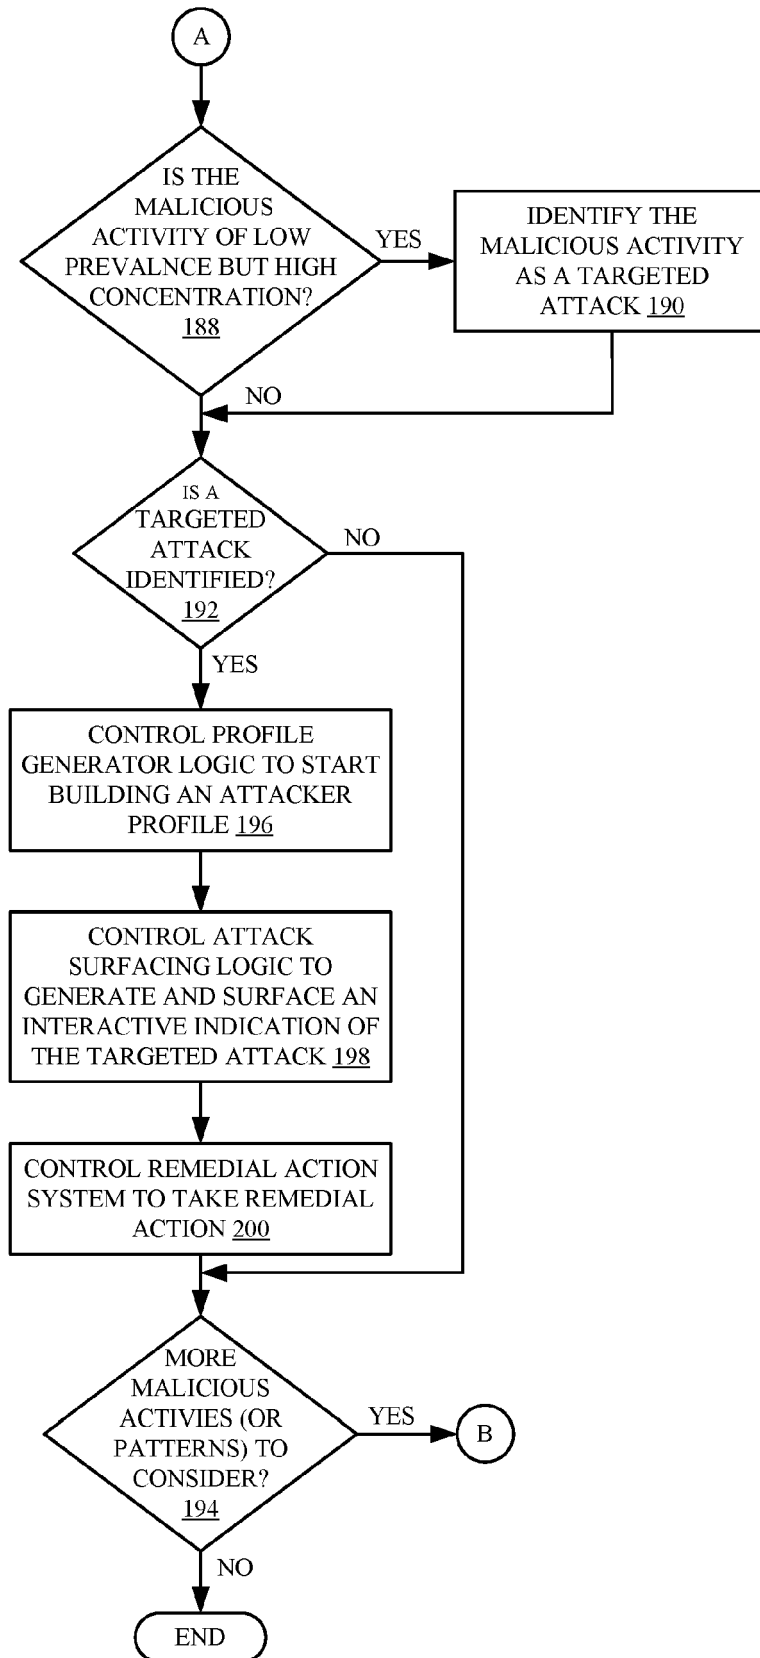 A
IS THE
MALICIOUS
ACTIVITY OF LOW
PREVALNCE BUT HIGH
CONCENTRATION?
188
YES
IDENTIFY THE
MALICIOUS ACTIVITY
AS A TARGETED
ATTACK 190
NO
IS A
TARGETED
ATTACK
IDENTIFIED?
192
NO
YES
CONTROL PROFILE
GENERATOR LOGIC TO START
BUILDING AN ATTACKER
PROFILE 196
CONTROL ATTACK
SURFACING LOGIC TO
GENERATE AND SURFACE AN
INTERACTIVE INDICATION OF
THE TARGETED ATTACK 198
CONTROL REMEDIAL ACTION
SYSTEM TO TAKE REMEDIAL
ACTION 200
MORE
MALICIOUS
ACTIVIES (OR
PATTERNS) TO
CONSIDER?
194
YES
B
NO
END